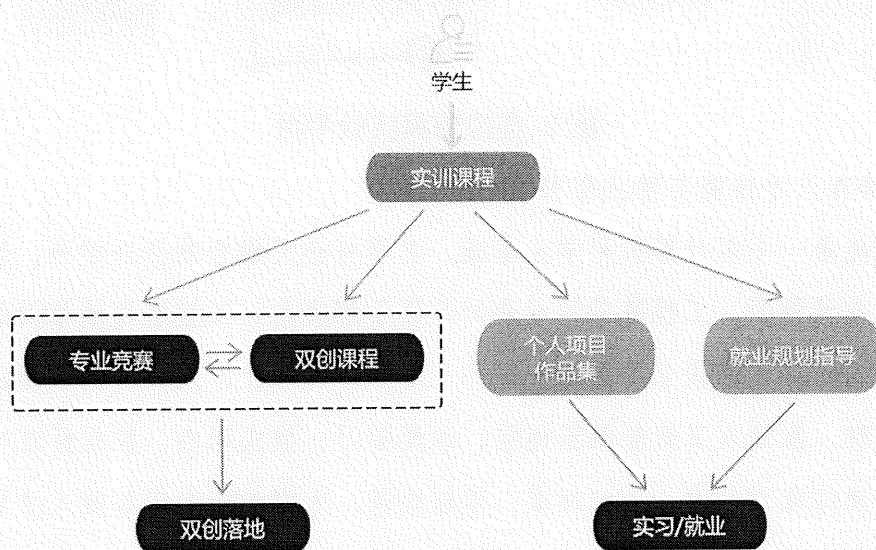 学生
实训课程
专业竞赛
双创课程
个人项目
作品集
就业规划指导
双创落地
实习/就业